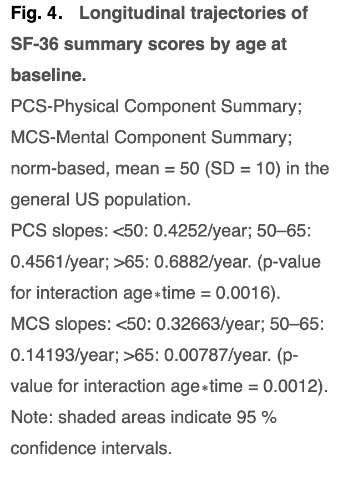 Fig. 4. Longitudinal trajectories of
SF-36 summary scores by age at
baseline.
PCS-Physical Component Summary;
MCS-Mental Component Summary;
norm-based, mean = 50 (SD = 10) in the
general US population.
PCS slopes: <50: 0.4252/year; 50–65:
0.4561/year; >65: 0.6882/year. (p-value
for interaction age∗time = 0.0016).
MCS slopes: <50: 0.32663/year; 50–65:
0.14193/year; >65: 0.00787/year. (p-
value for interaction age∗time = 0.0012).
Note: shaded areas indicate 95 %
confidence intervals.